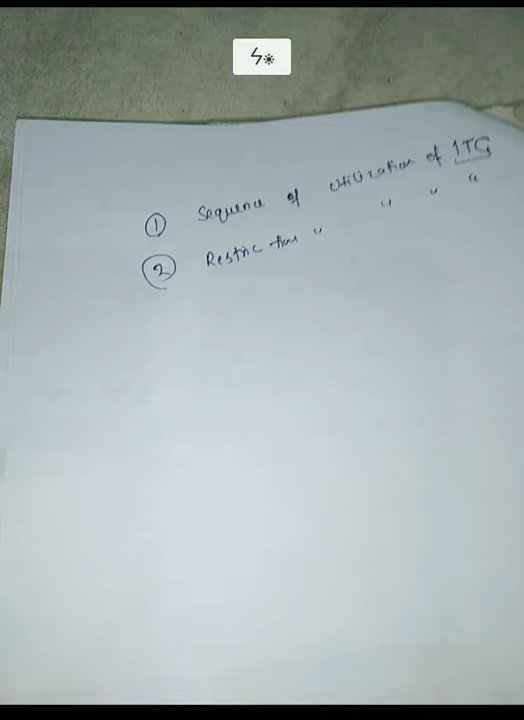 ① Sequence of utilization of ITC
② Restriction " " " "